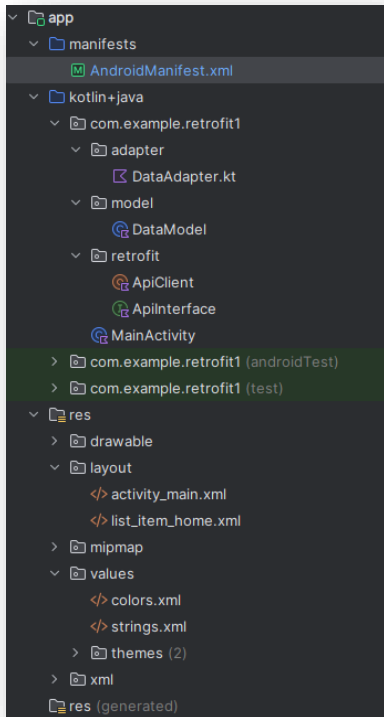 app
manifests
AndroidManifest.xml
kotlin+java
com.example.retrofit1
adapter
DataAdapter.kt
model
DataModel
retrofit
ApiClient
ApiInterface
MainActivity
com.example.retrofit1 (androidTest)
com.example.retrofit1 (test)
res
drawable
layout
activity_main.xml
list_item_home.xml
mipmap
values
colors.xml
strings.xml
themes (2)
xml
res (generated)